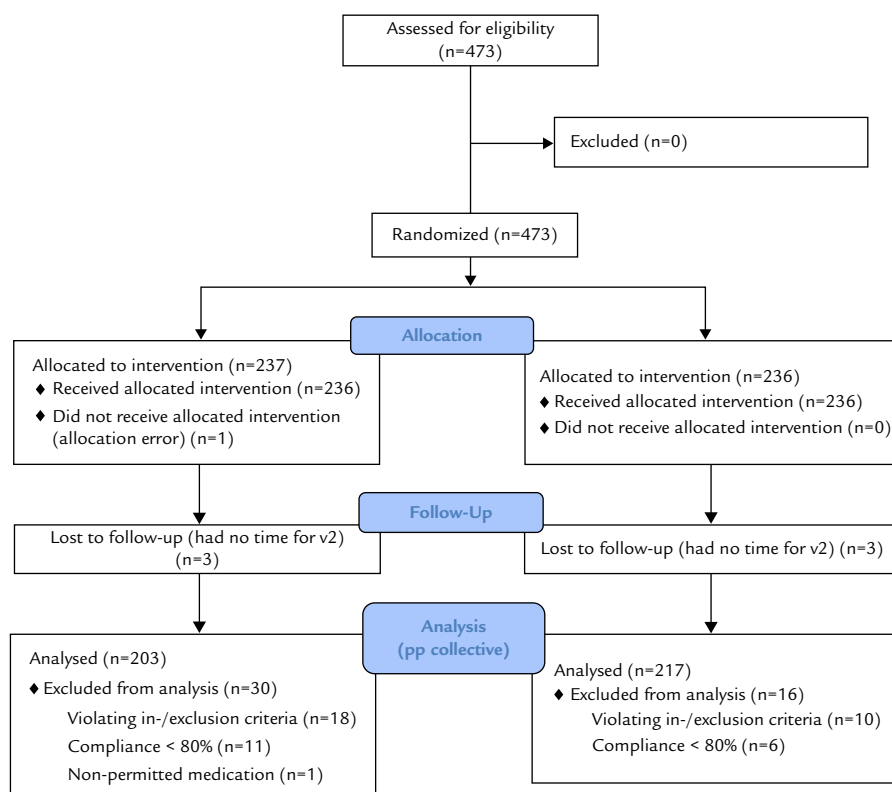 Assessed for eligibility
(n=473)
Excluded (n=0)
Randomized (n=473)
Allocation
Allocated to intervention (n=237)
♦ Received allocated intervention (n=236)
♦ Did not receive allocated intervention
(allocation error) (n=1)
Allocated to intervention (n=236)
♦ Received allocated intervention (n=236)
♦ Did not receive allocated intervention (n=0)
Follow-Up
Lost to follow-up (had no time for v2)
(n=3)
Lost to follow-up (had no time for v2) (n=3)
Analysis
(pp collective)
Analysed (n=203)
♦ Excluded from analysis (n=30)
Violating in-/exclusion criteria (n=18)
Compliance < 80% (n=11)
Non-permitted medication (n=1)
Analysed (n=217)
♦ Excluded from analysis (n=16)
Violating in-/exclusion criteria (n=10)
Compliance < 80% (n=6)